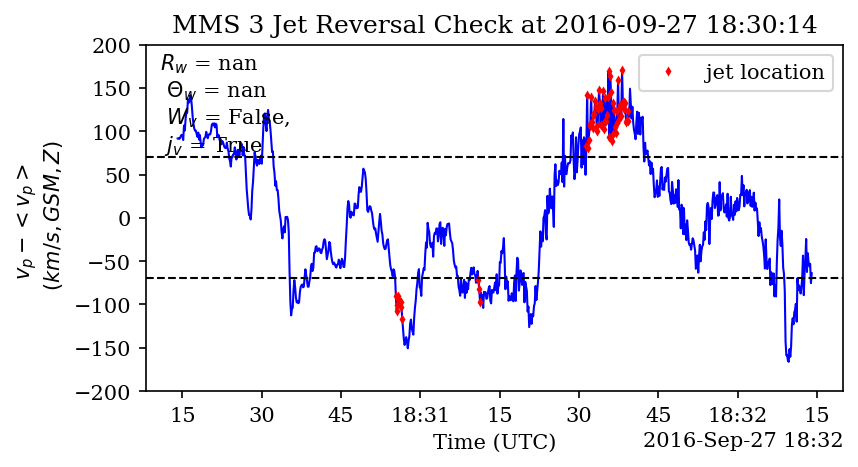 MMS 3 Jet Reversal Check at 2016-09-27 18:30:14
R_w = nan
Θ_w = nan
W_v = False,
j_v = True
jet location
200
150
100
50
0
−50
−100
−150
−200
v_p − < v_p >
(km/s, GSM, Z)
15 30 45 18:31 15 30 45 18:32 15
Time (UTC)
2016-Sep-27 18:32